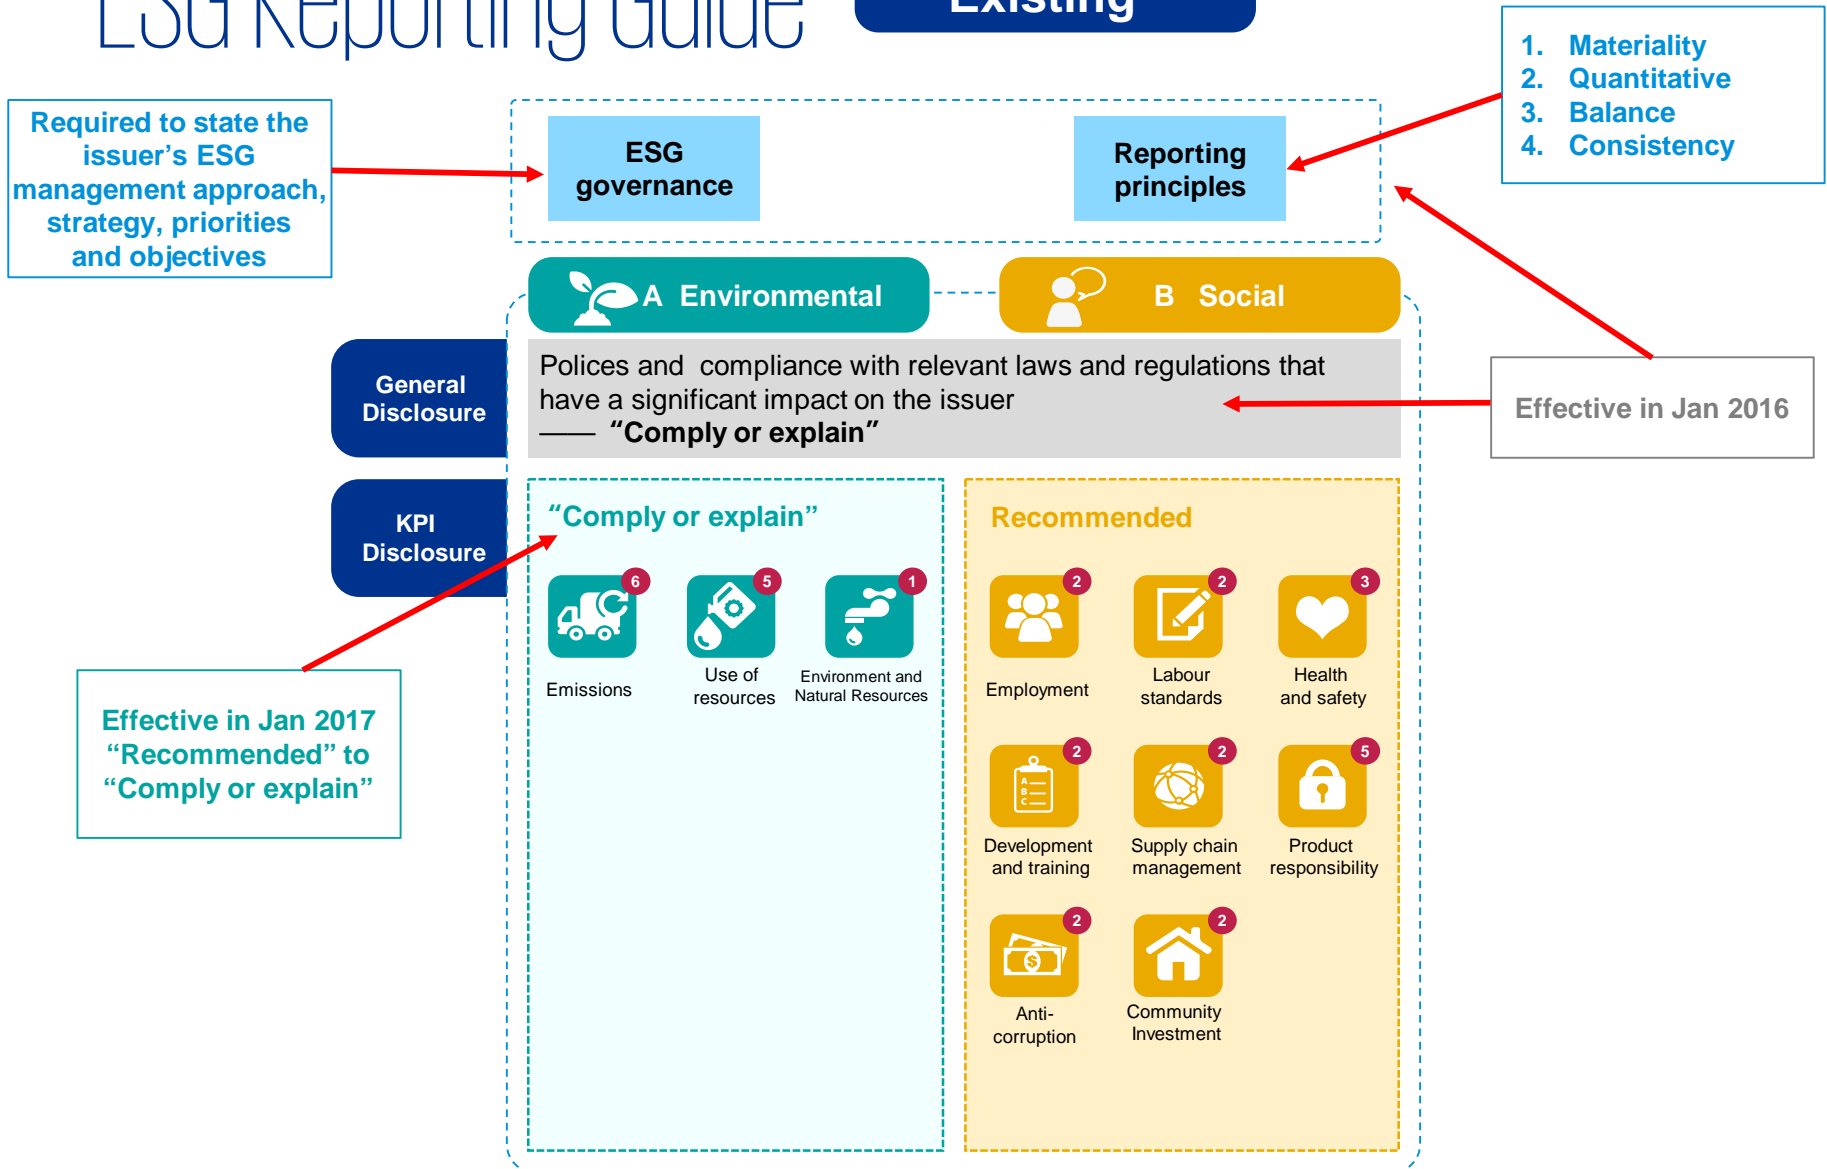 ESG Reporting Guide
Existing
1. Materiality
2. Quantitative
3. Balance
4. Consistency
Required to state the
issuer's ESG
management approach,
strategy, priorities
and objectives
ESG
governance
Reporting
principles
A Environmental
B Social
General
Disclosure
Polices and compliance with relevant laws and regulations that
have a significant impact on the issuer
—— “Comply or explain”
Effective in Jan 2016
KPI
Disclosure
“Comply or explain”
6
Emissions
5
Use of
resources
1
Environment and
Natural Resources
Recommended
2
Employment
2
Labour
standards
3
Health
and safety
2
A
B
C
Development
and training
2
Supply chain
management
5
Product
responsibility
2
$
Anti-
corruption
2
Community
Investment
Effective in Jan 2017
“Recommended” to
“Comply or explain”